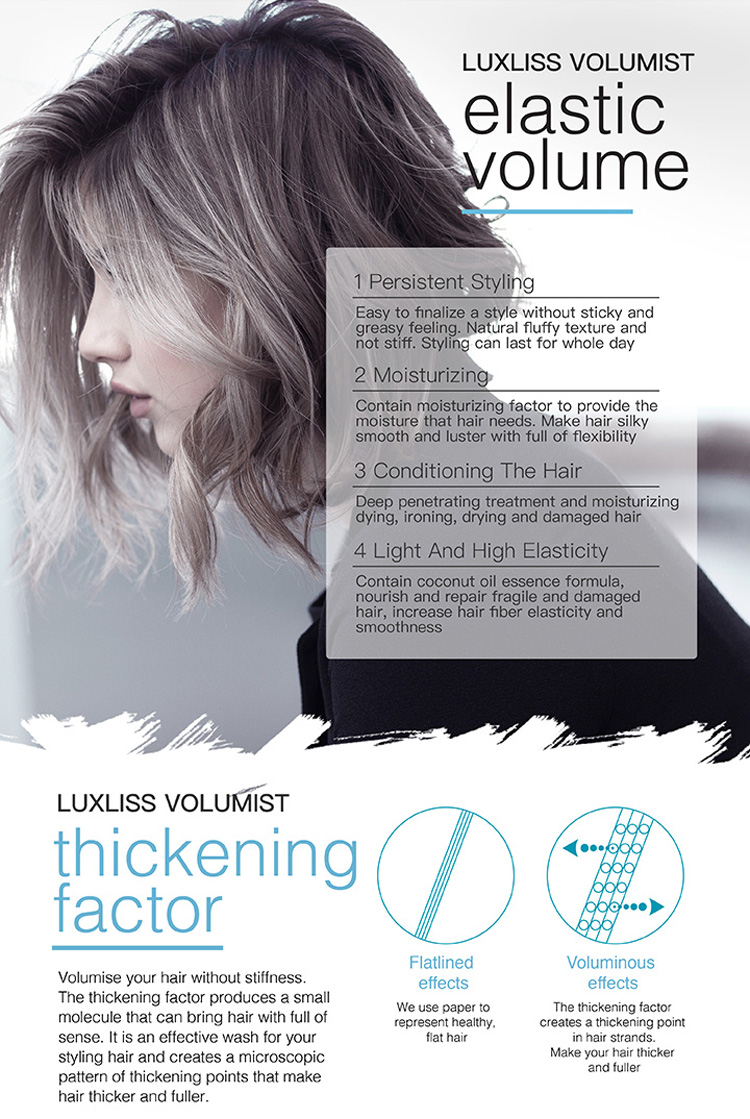 LUXLISS VOLUMIST
elastic
volume
1 Persistent Styling
Easy to finalize a style without sticky and
greasy feeling. Natural fluffy texture and
not stiff. Styling can last for whole day
2 Moisturizing
Contain moisturizing factor to provide the
moisture that hair needs. Make hair silky
smooth and luster with full of flexibility
3 Conditioning The Hair
Deep penetrating treatment and moisturizing
dying, ironing, drying and damaged hair
4 Light And High Elasticity
Contain coconut oil essence formula,
nourish and repair fragile and damaged
hair, increase hair fiber elasticity and
smoothness
LUXLISS VOLUMIST
thickening
factor
Volumise your hair without stiffness.
The thickening factor produces a small
molecule that can bring hair with full of
sense. It is an effective wash for your
styling hair and creates a microscopic
pattern of thickening points that make
hair thicker and fuller.
Flatlined
effects
We use paper to
represent healthy,
flat hair
Voluminous
effects
The thickening factor
creates a thickening point
in hair strands.
Make your hair thicker
and fuller